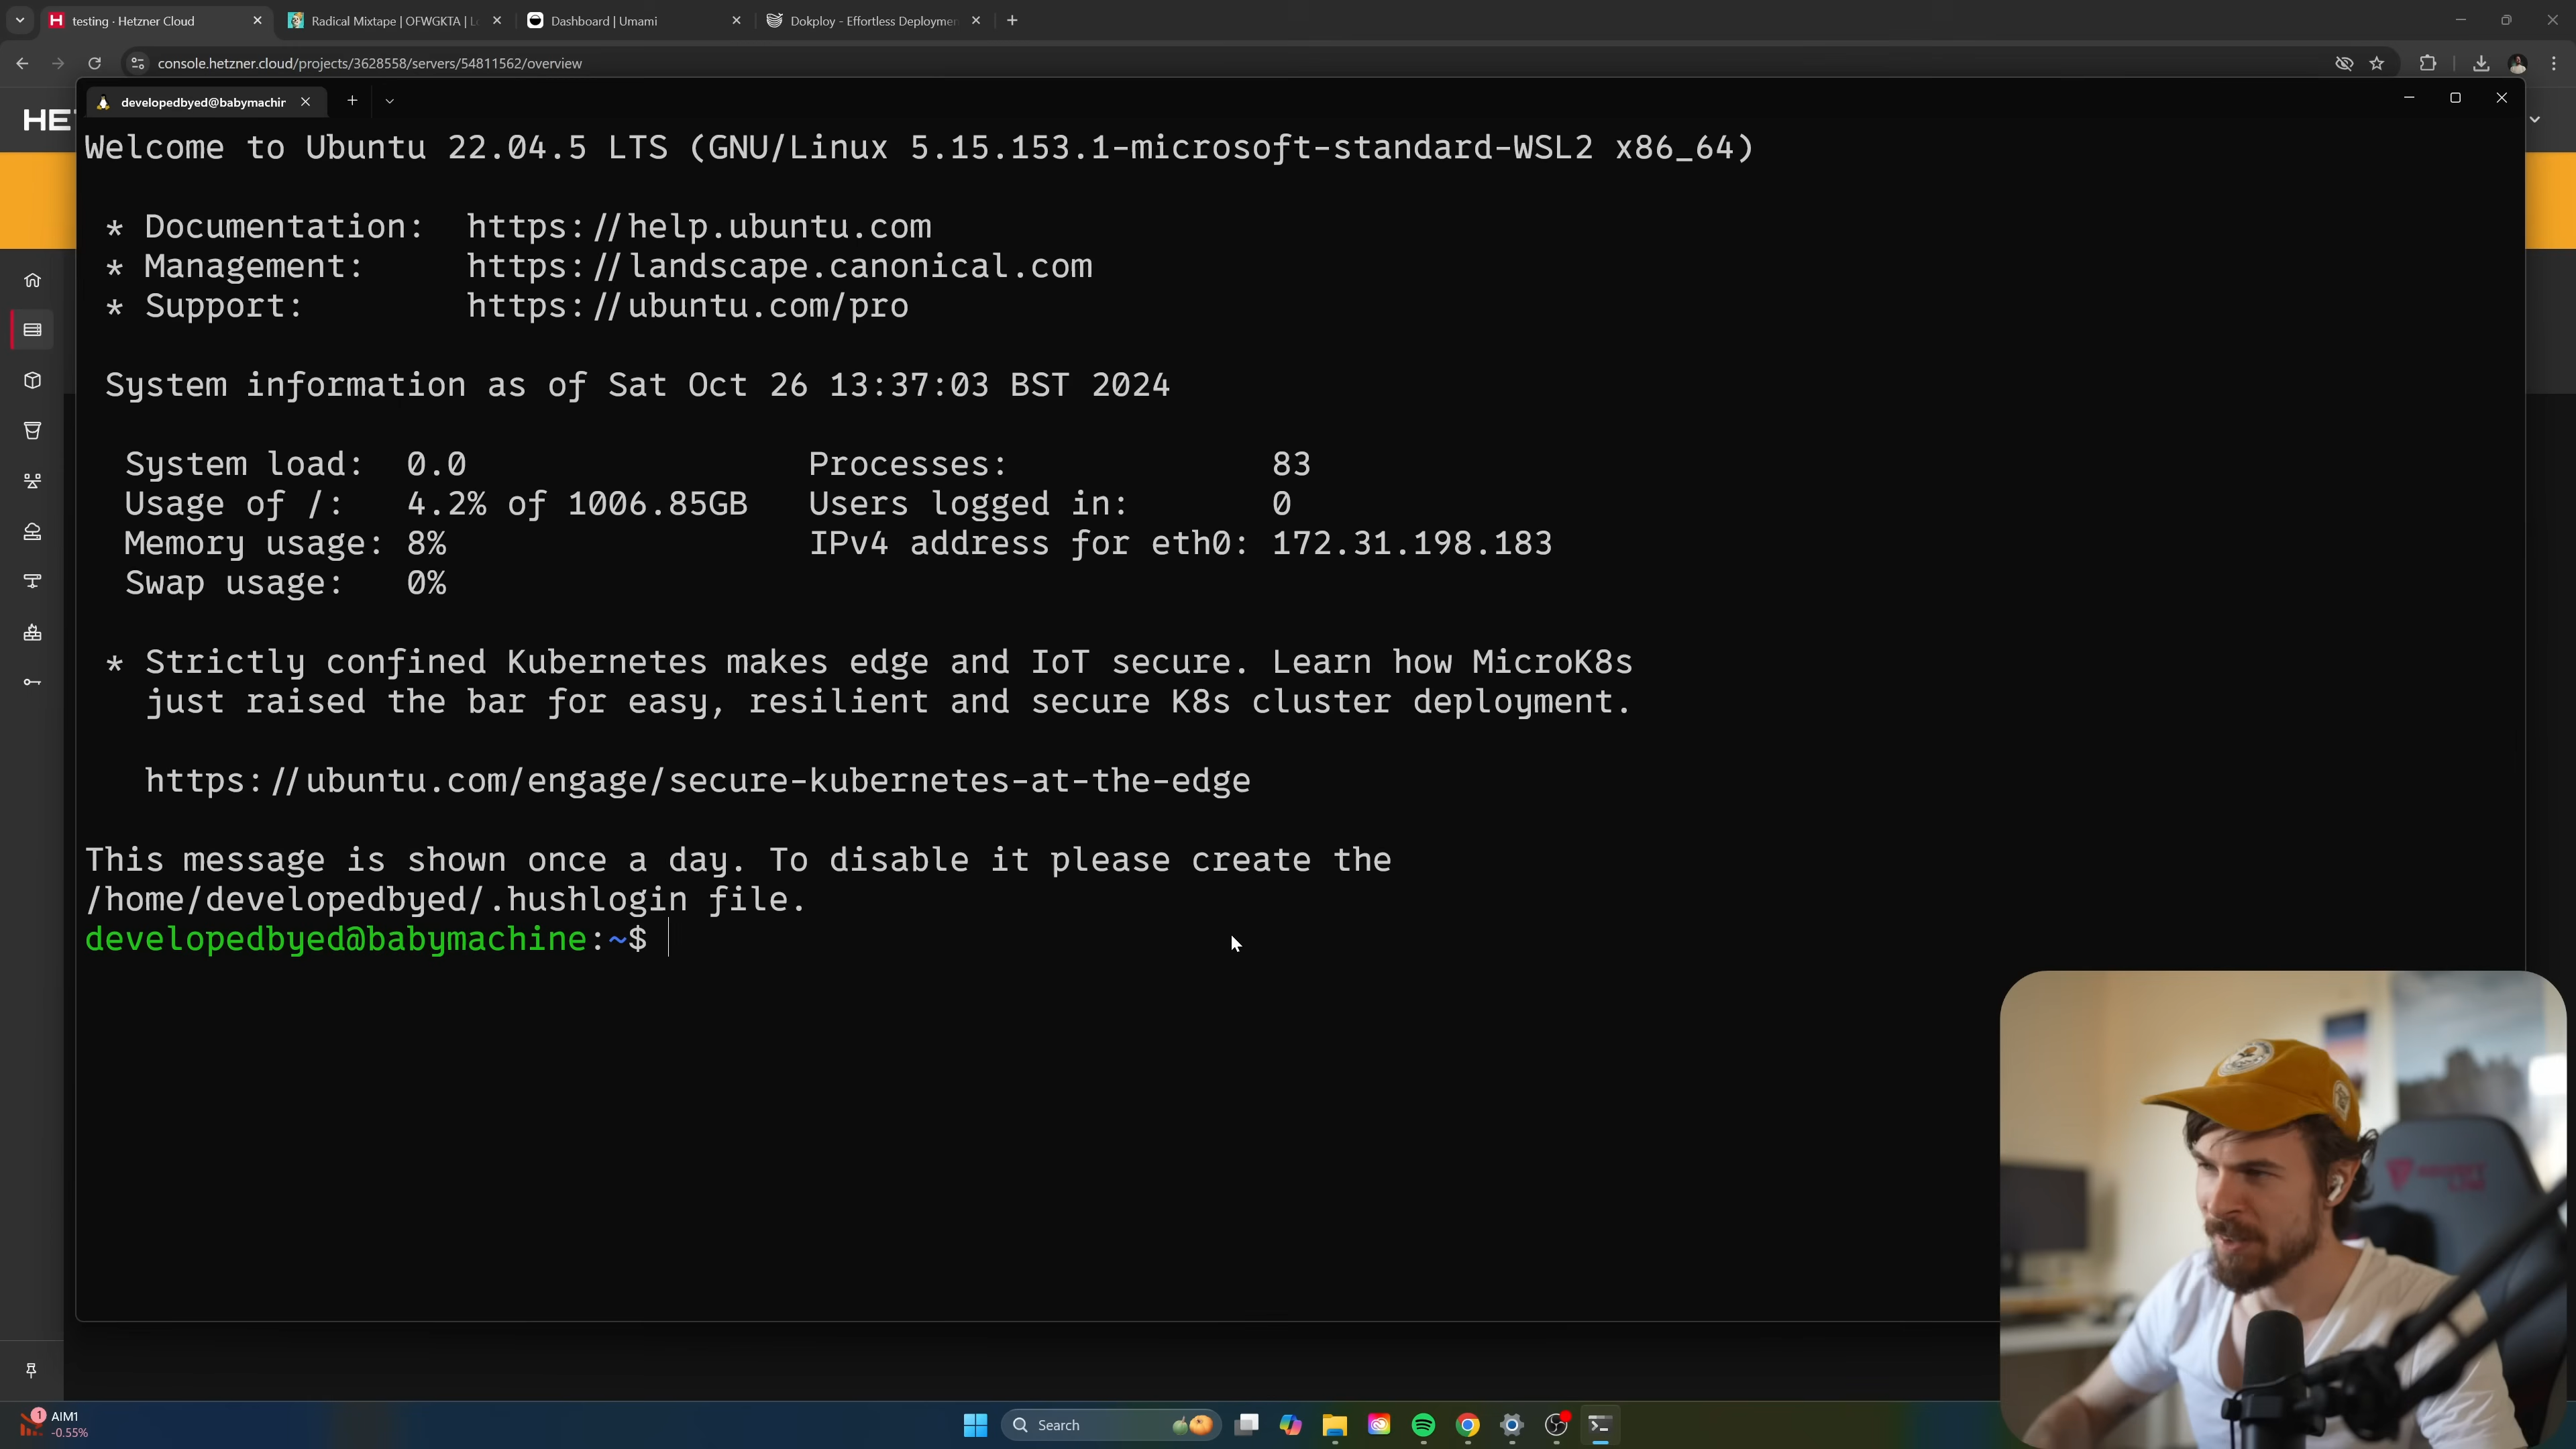 testing · Hetzner Cloud
Radical Mixtape | OFWGKTA | L
Dashboard | Umami
Dokploy - Effortless Deployme
console.hetzner.cloud/projects/3628558/servers/54811562/overview
HE
developedbyed@babymachir
Welcome to Ubuntu 22.04.5 LTS (GNU/Linux 5.15.153.1-microsoft-standard-WSL2 x86_64)
* Documentation: https://help.ubuntu.com
* Management: https://landscape.canonical.com
* Support: https://ubuntu.com/pro
System information as of Sat Oct 26 13:37:03 BST 2024
System load: 0.0 Processes: 83
Usage of /: 4.2% of 1006.85GB Users logged in: 0
Memory usage: 8% IPv4 address for eth0: 172.31.198.183
Swap usage: 0%
* Strictly confined Kubernetes makes edge and IoT secure. Learn how MicroK8s
just raised the bar for easy, resilient and secure K8s cluster deployment.
https://ubuntu.com/engage/secure-kubernetes-at-the-edge
This message is shown once a day. To disable it please create the
/home/developedbyed/.hushlogin file.
developedbyed@babymachine:~$
1
AIM1
-0.55%
Search